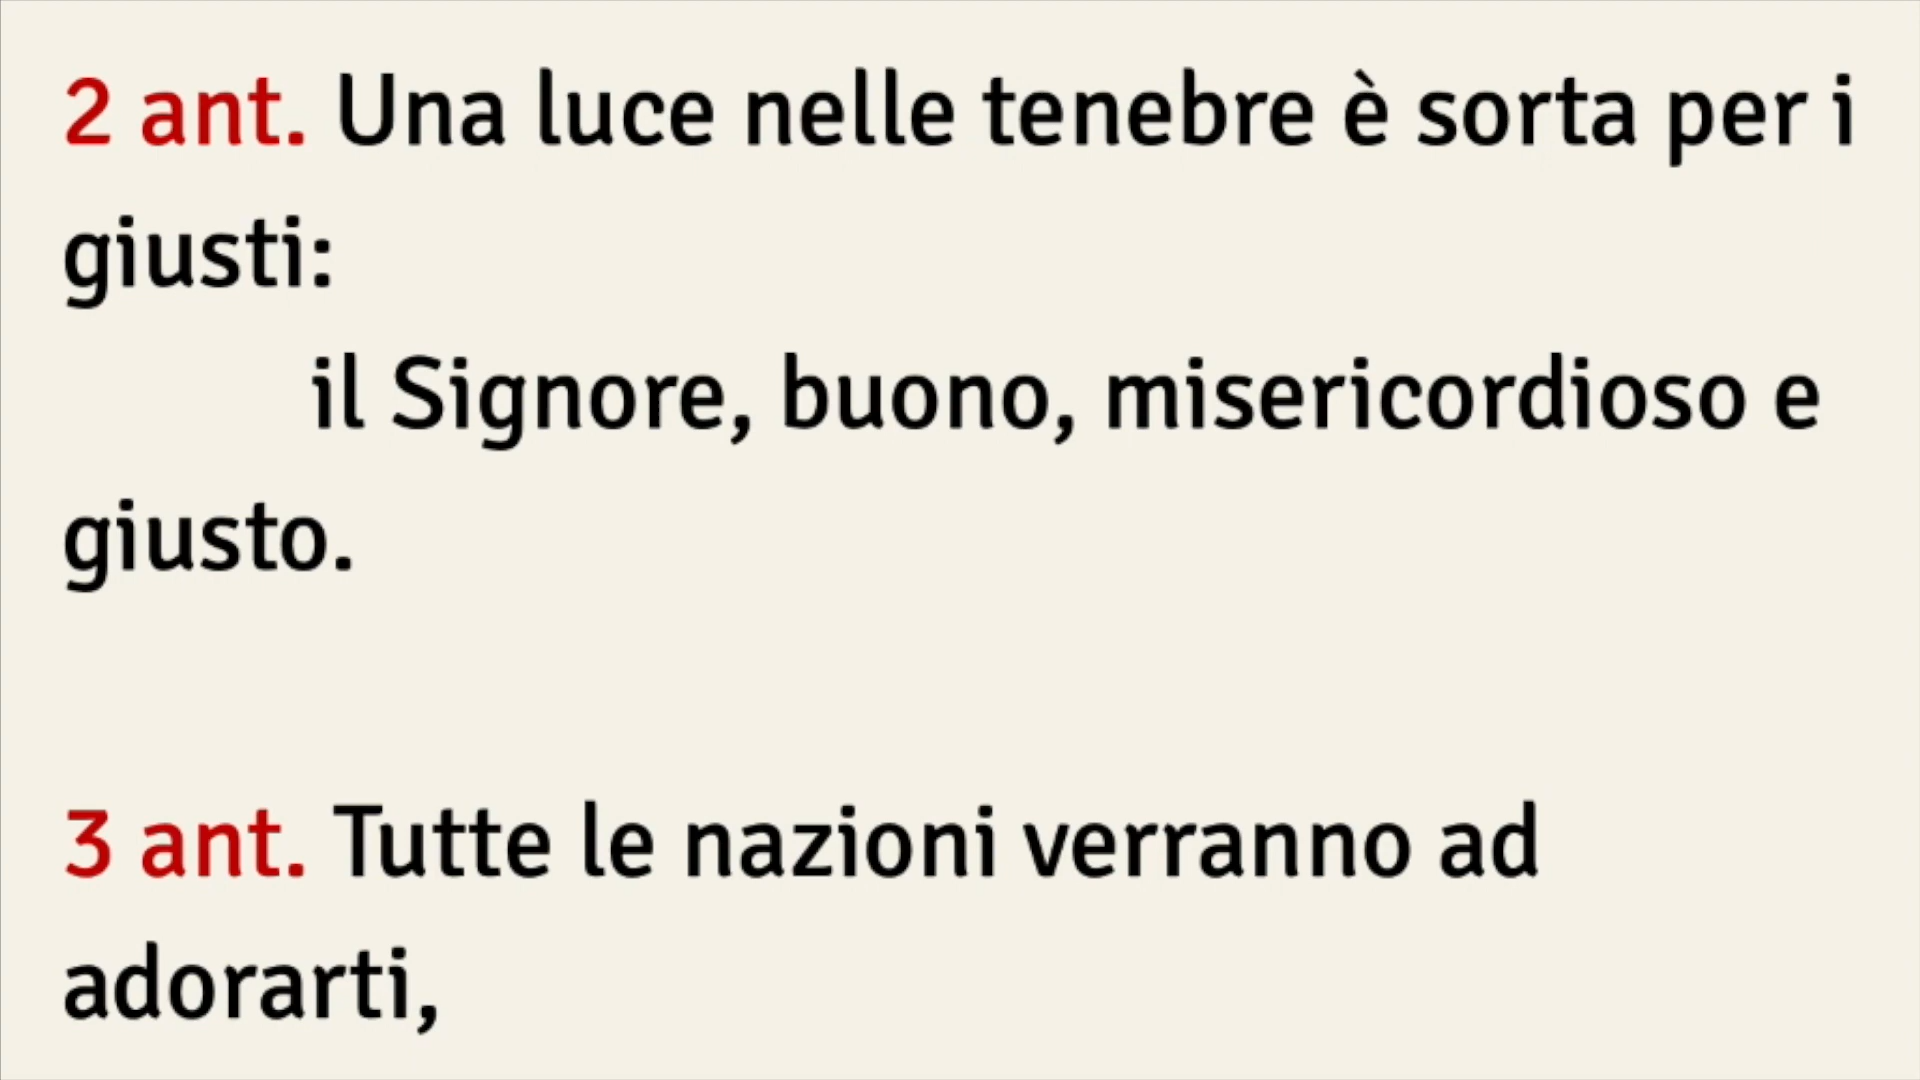 2 ant. Una luce nelle tenebre è sorta per i
giusti:
il Signore, buono, misericordioso e
giusto.
3 ant. Tutte le nazioni verranno ad
adorarti,